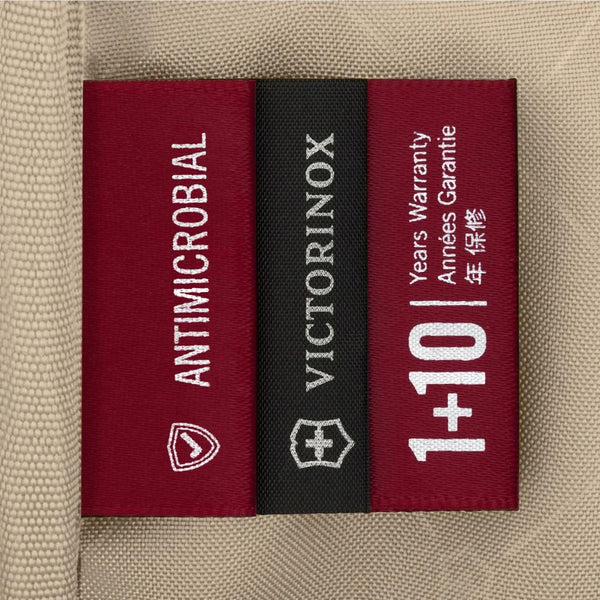 ANTIMICROBIAL
VICTORINOX
1+10
Years Warranty
Années Garantie
年 保修